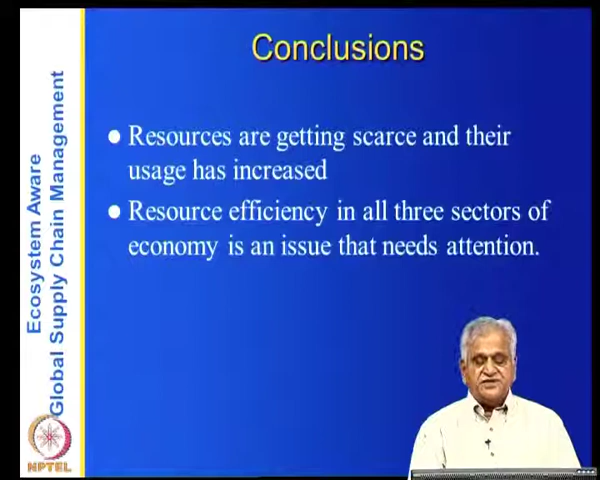 Conclusions
Resources are getting scarce and their
usage has increased
Resource efficiency in all three sectors of
economy is an issue that needs attention.
Ecosystem Aware
Global Supply Chain Management
NPTEL